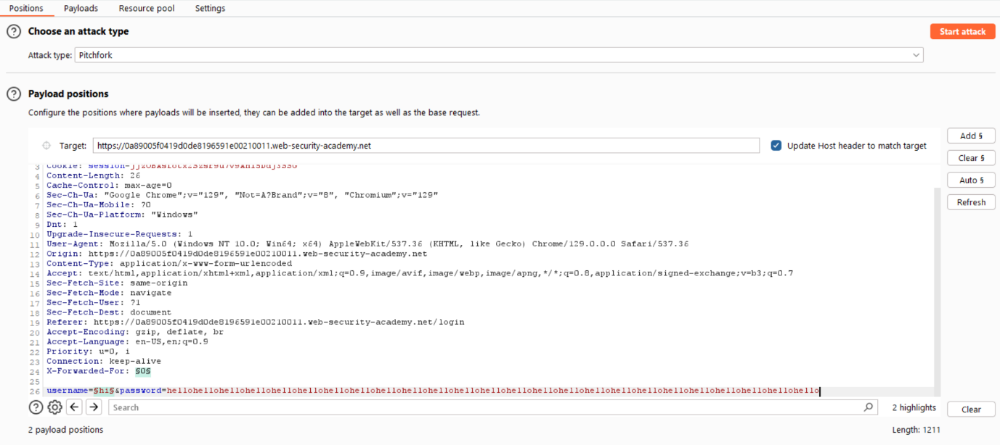 Positions Payloads Resource pool Settings
Choose an attack type
Start attack
Attack type: Pitchfork
Payload positions
Configure the positions where payloads will be inserted, they can be added into the target as well as the base request.
Target: https://0a89005f0419d0de8196591e00210011.web-security-academy.net
Update Host header to match target
Add §
Clear §
Auto §
Refresh
3 Cookie:
4 Content-Length: 26
5 Cache-Control: max-age=0
6 Sec-Ch-Ua: "Google Chrome";v="129", "Not=A?Brand";v="8", "Chromium";v="129"
7 Sec-Ch-Ua-Mobile: ?0
8 Sec-Ch-Ua-Platform: "Windows"
9 Dnt: 1
10 Upgrade-Insecure-Requests: 1
11 User-Agent: Mozilla/5.0 (Windows NT 10.0; Win64; x64) AppleWebKit/537.36 (KHTML, like Gecko) Chrome/129.0.0.0 Safari/537.36
12 Origin: https://0a89005f0419d0de8196591e00210011.web-security-academy.net
13 Content-Type: application/x-www-form-urlencoded
14 Accept: text/html,application/xhtml+xml,application/xml;q=0.9,image/avif,image/webp,image/apng,*/*;q=0.8,application/signed-exchange;v=b3;q=0.7
15 Sec-Fetch-Site: same-origin
16 Sec-Fetch-Mode: navigate
17 Sec-Fetch-User: ?1
18 Sec-Fetch-Dest: document
19 Referer: https://0a89005f0419d0de8196591e00210011.web-security-academy.net/login
20 Accept-Encoding: gzip, deflate, br
21 Accept-Language: en-US,en;q=0.9
22 Priority: u=0, i
23 Connection: keep-alive
24 X-Forwarded-For: §0§
25
26 username=§hi§&password=hellohellohellohellohellohellohellohellohellohellohellohellohellohellohellohellohellohellohellohellohellohellohellohellohello
Search
2 highlights
Clear
2 payload positions
Length: 1211